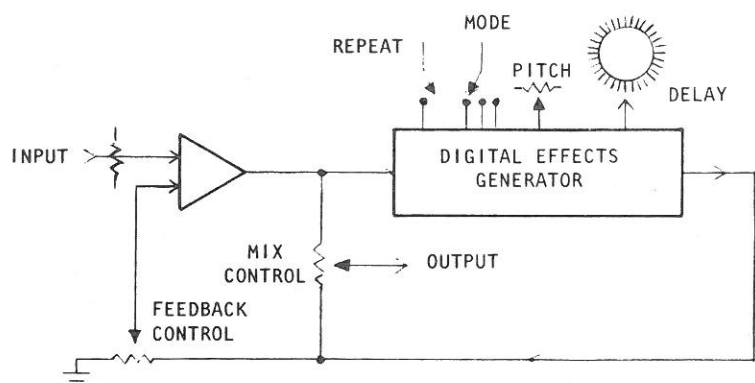 REPEAT
MODE
PITCH
DELAY
INPUT
DIGITAL EFFECTS
GENERATOR
MIX
CONTROL
OUTPUT
FEEDBACK
CONTROL